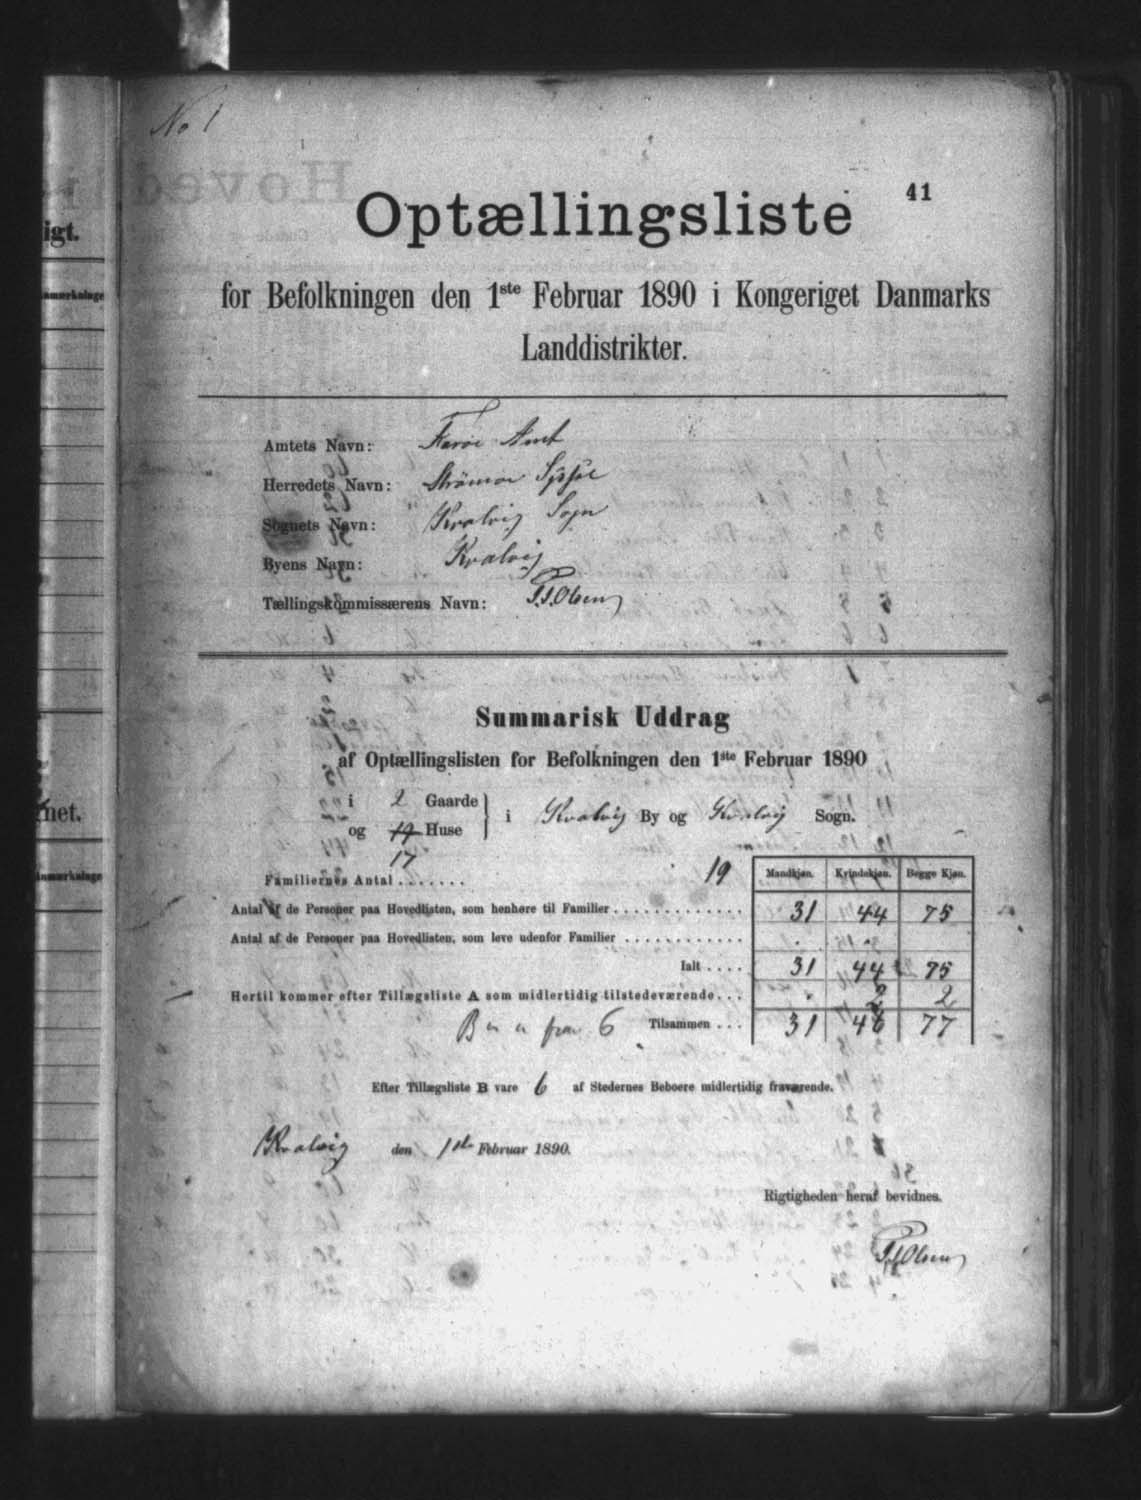 No 1
41
Optællingsliste
for Befolkningen den 1ste Februar 1890 i Kongeriget Danmarks
Landdistrikter.
Amtets Navn: Færøe Amt
Herredets Navn: Strömöe Syssel
Sognets Navn: Kvalvig Sogn
Byens Navn: Kvalvig
Tællingskommissærens Navn: Olsen
Summarisk Uddrag
af Optællingslisten for Befolkningen den 1ste Februar 1890
i 2 Gaarde
og 19 Huse i Kvalvig By og Kvalvig Sogn.
17
Familiernes Antal ....... 19
Mandkjøn. Kvindekjøn. Begge Kjøn.
Antal af de Personer paa Hovedlisten, som henhøre til Familier ............. 31 44 75
Antal af de Personer paa Hovedlisten, som leve udenfor Familier ............ . .
Ialt .... 31 44 75
Hertil kommer efter Tillægsliste A som midlertidig tilstedeværende... . 2 2
6 Tilsammen ... 31 46 77
Efter Tillægsliste B vare 6 af Stedernes Beboere midlertidig fraværende.
Kvalvig den 1ste Februar 1890.
Rigtigheden heraf bevidnes.
Olsen
igt.
net.